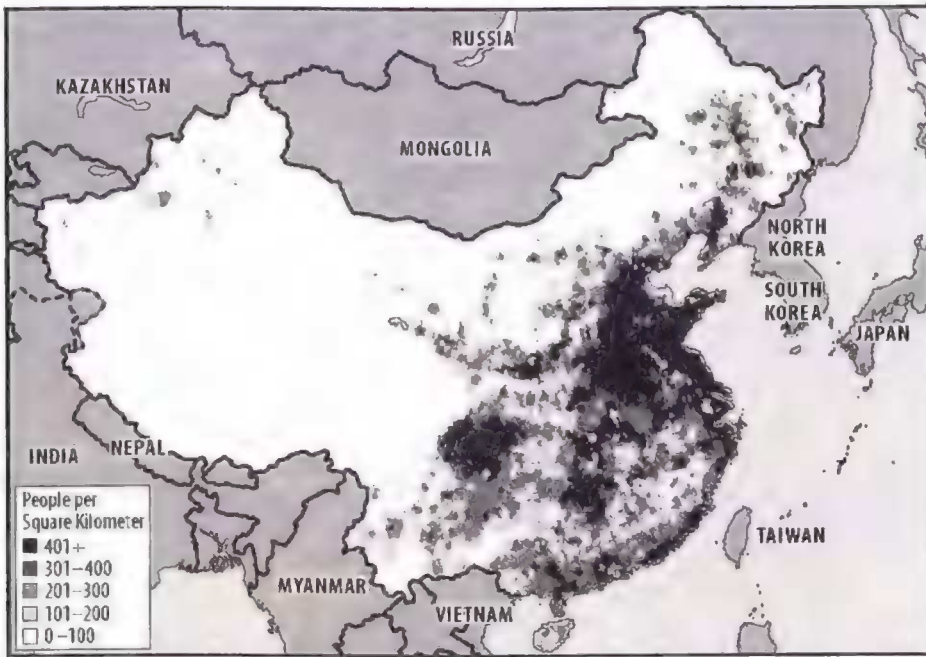 RUSSIA
KAZAKHSTAN
MONGOLIA
NORTH
KOREA
SOUTH
KOREA
JAPAN
INDIA
NEPAL
People per
Square Kilometer
401+
301–400
201–300
101–200
0–100
TAIWAN
MYANMAR
VIETNAM